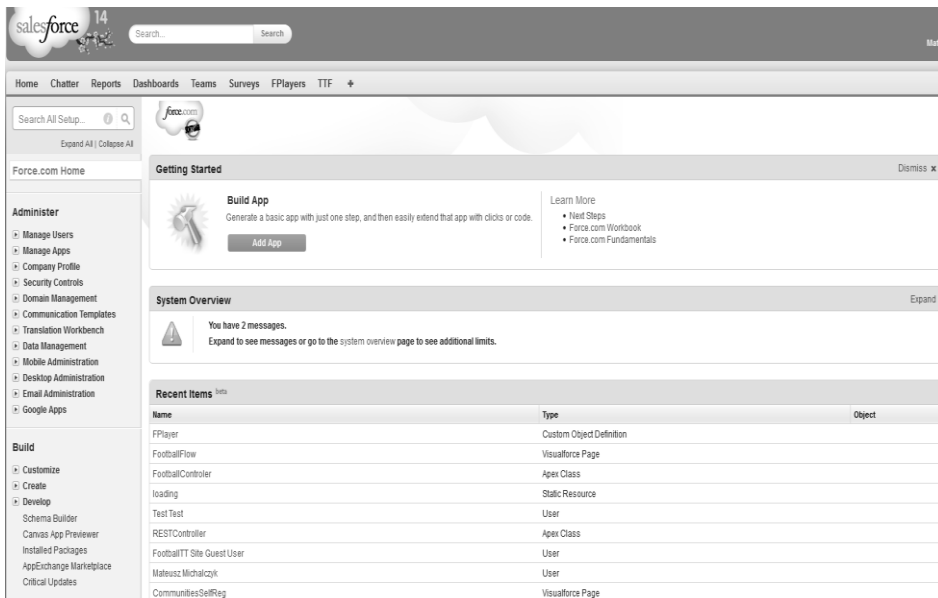 salesforce
14
Search...
Search
Mat
Home Chatter Reports Dashboards Teams Surveys FPlayers TTF +
Search All Setup...
Expand All | Collapse All
Force.com Home
Administer
Manage Users
Manage Apps
Company Profile
Security Controls
Domain Management
Communication Templates
Translation Workbench
Data Management
Mobile Administration
Desktop Administration
Email Administration
Google Apps
Build
Customize
Create
Develop
Schema Builder
Canvas App Previewer
Installed Packages
AppExchange Marketplace
Critical Updates
force.com
Getting Started
Dismiss x
Build App
Generate a basic app with just one step, and then easily extend that app with clicks or code.
Add App
Learn More
• Next Steps
• Force.com Workbook
• Force.com Fundamentals
System Overview
Expand
You have 2 messages.
Expand to see messages or go to the system overview page to see additional limits.
Recent Items beta
Name Type Object
FPlayer Custom Object Definition
FootballFlow Visualforce Page
FootballControler Apex Class
loading Static Resource
Test Test User
RESTController Apex Class
FootballTT Site Guest User User
Mateusz Michalczyk User
CommunitiesSelfReg Visualforce Page